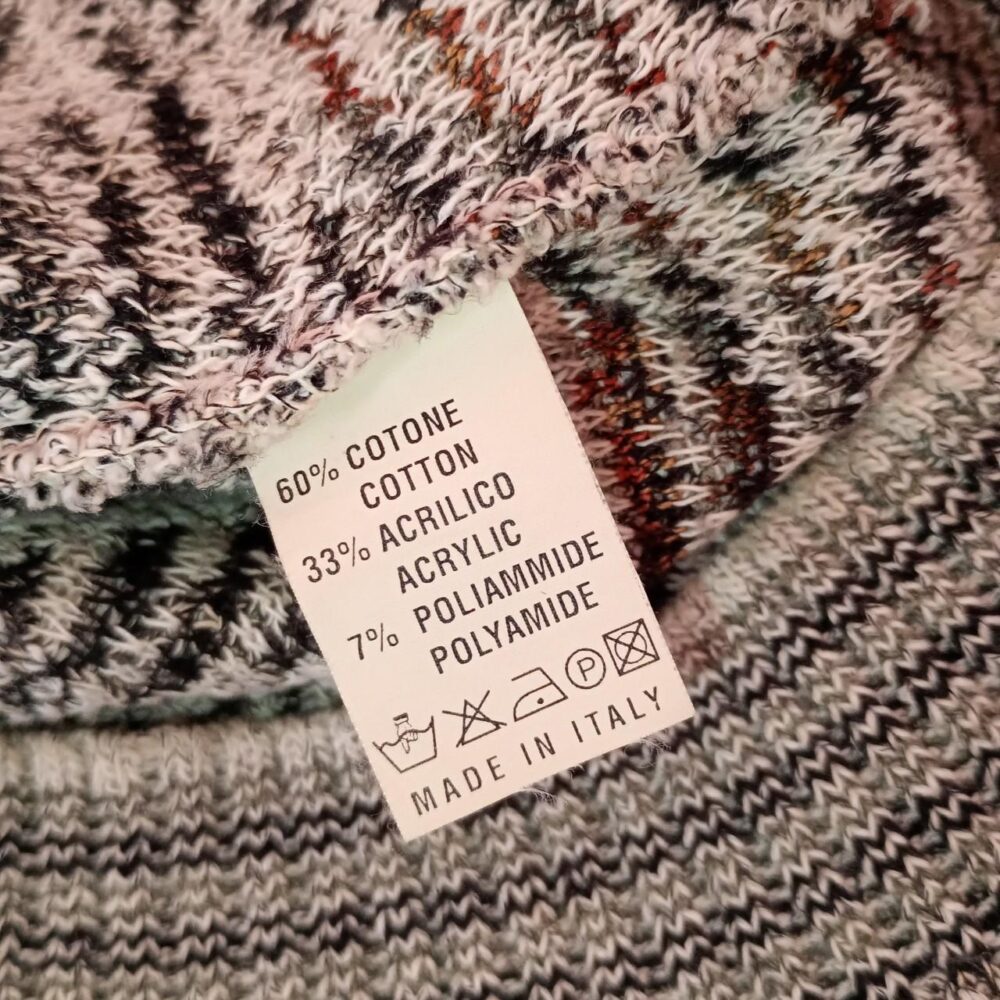 60% COTONE
COTTON
33% ACRILICO
ACRYLIC
7% POLIAMMIDE
POLYAMIDE
P
MADE IN ITALY